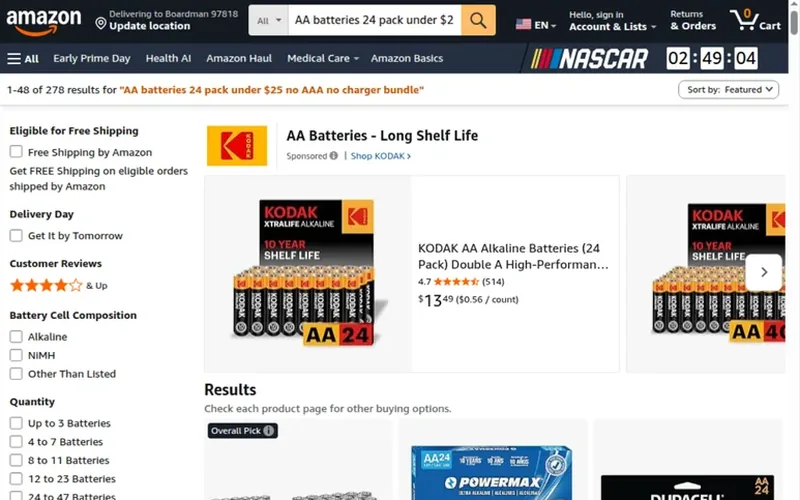 amazon
Delivering to Boardman 97818
Update location
All
AA batteries 24 pack under $2
EN
Hello, sign in
Account & Lists
Returns
& Orders
0
Cart
All
Early Prime Day
Health AI
Amazon Haul
Medical Care
Amazon Basics
NASCAR
02:49:04
1-48 of 278 results for "AA batteries 24 pack under $25 no AAA no charger bundle"
Sort by: Featured
Eligible for Free Shipping
Free Shipping by Amazon
Get FREE Shipping on eligible orders
shipped by Amazon
Delivery Day
Get It by Tomorrow
Customer Reviews
& Up
Battery Cell Composition
Alkaline
NiMH
Other Than Listed
Quantity
Up to 3 Batteries
4 to 7 Batteries
8 to 11 Batteries
12 to 23 Batteries
24 to 47 Batteries
Kodak
AA Batteries - Long Shelf Life
Sponsored
Shop KODAK
KODAK
XTRALIFE ALKALINE
10 YEAR
SHELF LIFE
AA 24
KODAK AA Alkaline Batteries (24
Pack) Double A High-Performan...
4.7
(514)
$13.49 ($0.56 / count)
KODAK
XTRALIFE ALKALINE
10 YEAR
SHELF LIFE
AA 40
Results
Check each product page for other buying options.
Overall Pick
AA24
POWERMAX
ULTRA ALKALINE
DURACELL
AA
24